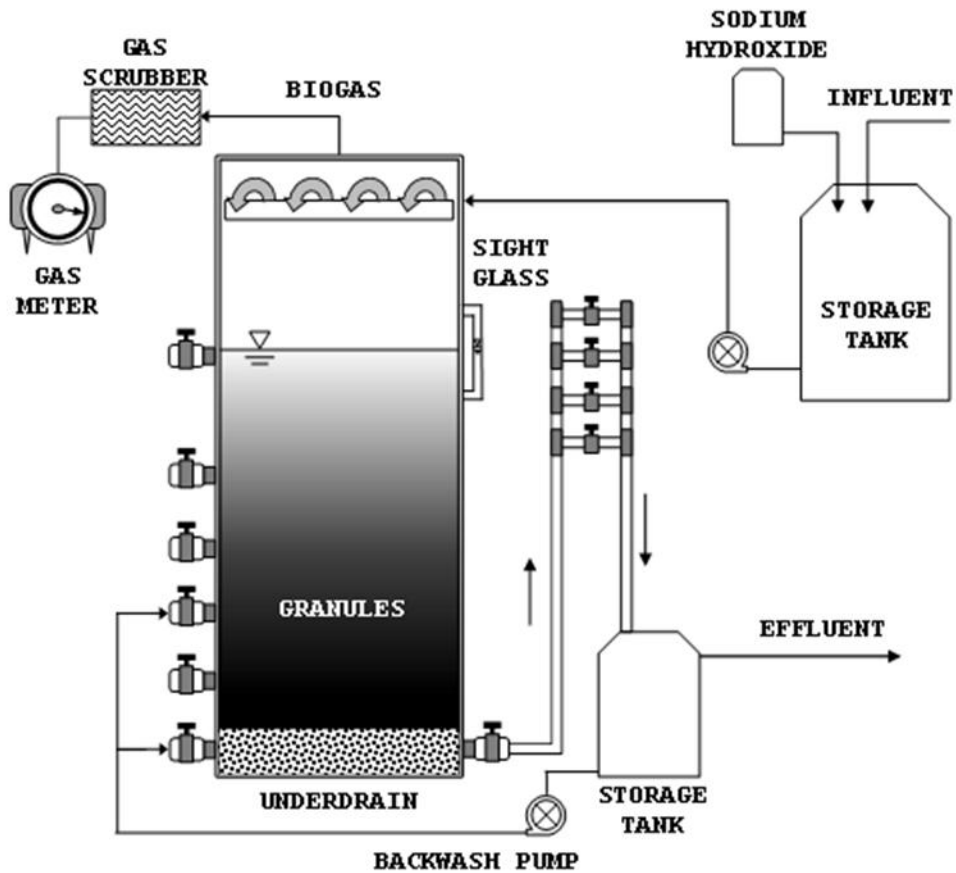 SODIUM
HYDROXIDE
GAS
SCRUBBER
BIOGAS
INFLUENT
SIGHT
GLASS
GAS
METER
STORAGE
TANK
GRANULES
EFFLUENT
UNDERDRAIN
STORAGE
TANK
BACKWASH PUMP